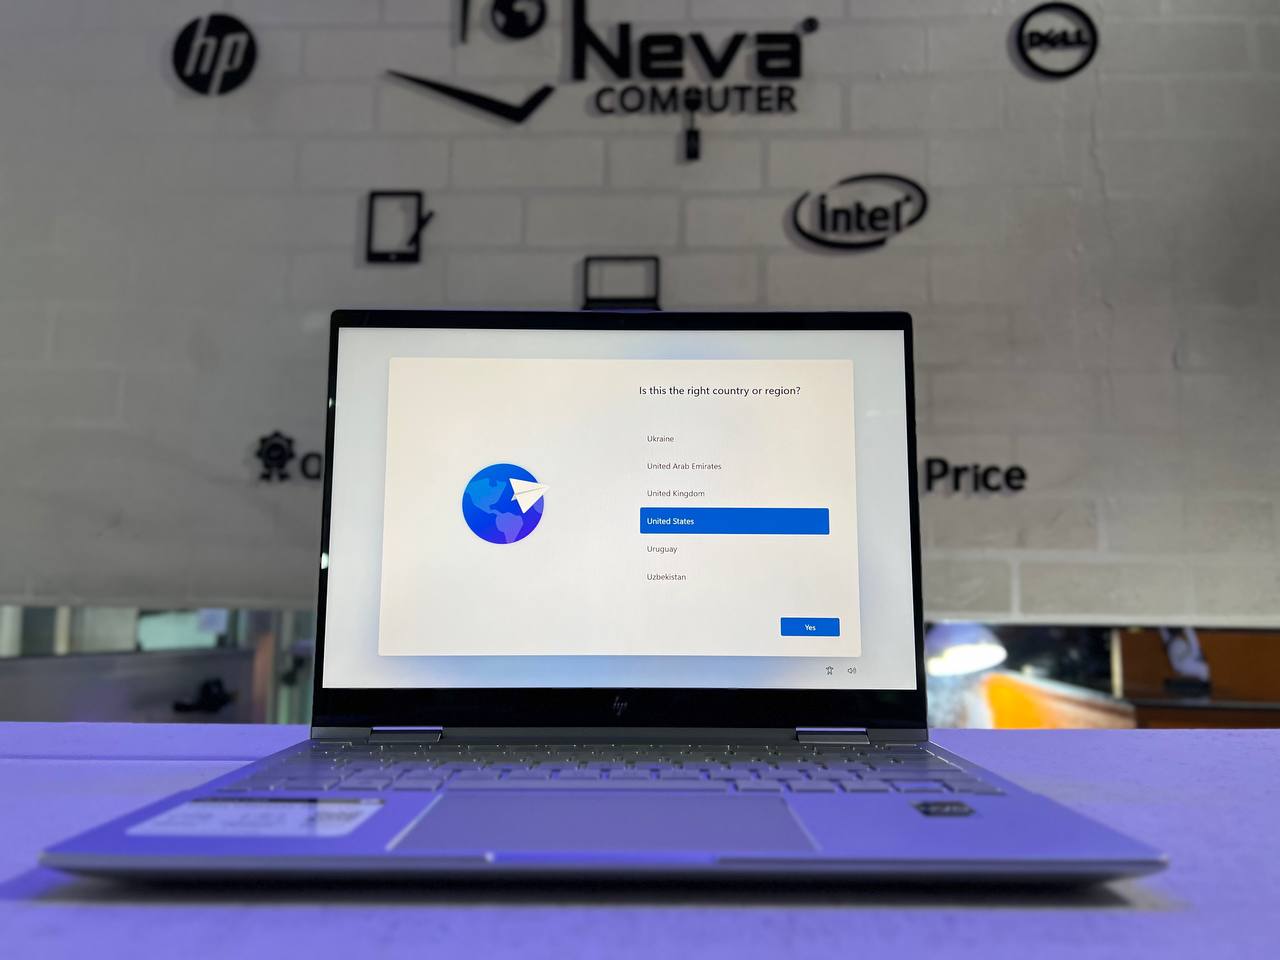 hp
Neva
COMPUTER
DELL
intel
Price
Is this the right country or region?
Ukraine
United Arab Emirates
United Kingdom
United States
Uruguay
Uzbekistan
Yes
hp